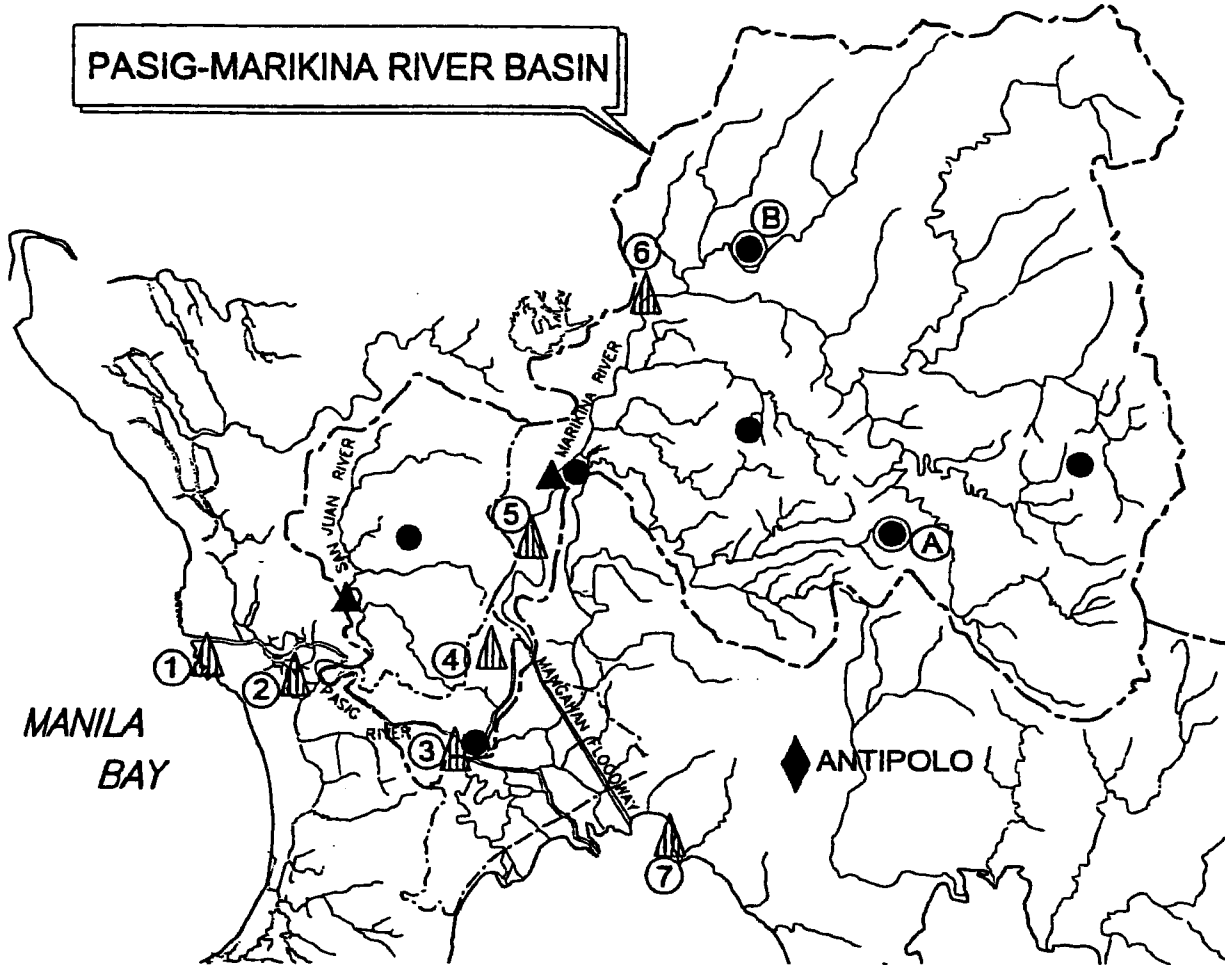 PASIG-MARIKINA RIVER BASIN
B
6
MARIKINA RIVER
SAN JUAN RIVER
5
A
4
1
2
PASIG
RIVER
3
MANGAHAN FLOODWAY
MANILA
BAY
ANTIPOLO
7